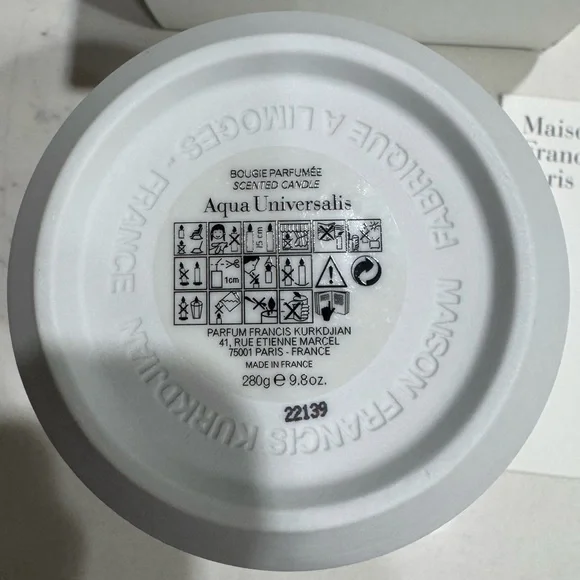 BOUGIE PARFUMÉE
SCENTED CANDLE
Aqua Universalis
15 cm
1cm
PARFUM FRANCIS KURKDJIAN
41, RUE ETIENNE MARCEL
75001 PARIS - FRANCE
MADE IN FRANCE
280g ℮ 9.8oz.
22139
MAISON FRANCIS KURKDJIAN
FABRIQUE A LIMOGES - FRANCE
Maiso
Franc
Paris